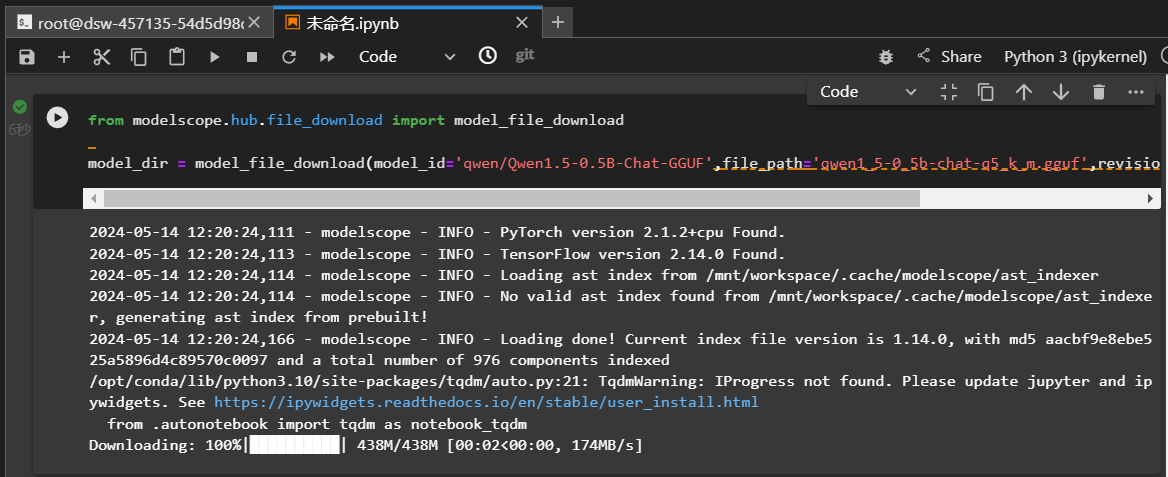 root@dsw-457135-54d5d98c
未命名.ipynb
Code
git
Share
Python 3 (ipykernel)
Code
6秒
from modelscope.hub.file_download import model_file_download
model_dir = model_file_download(model_id='qwen/Qwen1.5-0.5B-Chat-GGUF',file_path='qwen1_5-0_5b-chat-q5_k_m.gguf',revisio
2024-05-14 12:20:24,111 - modelscope - INFO - PyTorch version 2.1.2+cpu Found.
2024-05-14 12:20:24,113 - modelscope - INFO - TensorFlow version 2.14.0 Found.
2024-05-14 12:20:24,114 - modelscope - INFO - Loading ast index from /mnt/workspace/.cache/modelscope/ast_indexer
2024-05-14 12:20:24,114 - modelscope - INFO - No valid ast index found from /mnt/workspace/.cache/modelscope/ast_indexe
r, generating ast index from prebuilt!
2024-05-14 12:20:24,166 - modelscope - INFO - Loading done! Current index file version is 1.14.0, with md5 aacbf9e8ebe5
25a5896d4c89570c0097 and a total number of 976 components indexed
/opt/conda/lib/python3.10/site-packages/tqdm/auto.py:21: TqdmWarning: IProgress not found. Please update jupyter and ip
ywidgets. See https://ipywidgets.readthedocs.io/en/stable/user_install.html
from .autonotebook import tqdm as notebook_tqdm
Downloading: 100%|██████████| 438M/438M [00:02<00:00, 174MB/s]